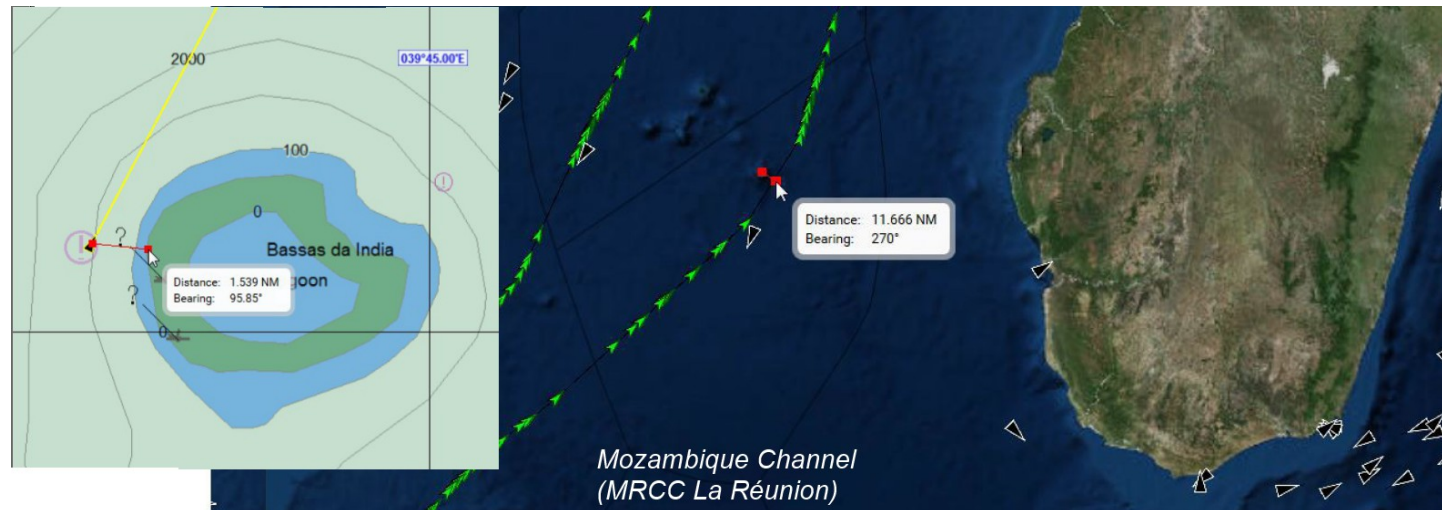 2000
039°45.00'E
100
0
Bassas da India
goon
?
Distance: 1.539 NM
Bearing: 95.85°
?
0
Distance: 11.666 NM
Bearing: 270°
Mozambique Channel
(MRCC La Réunion)